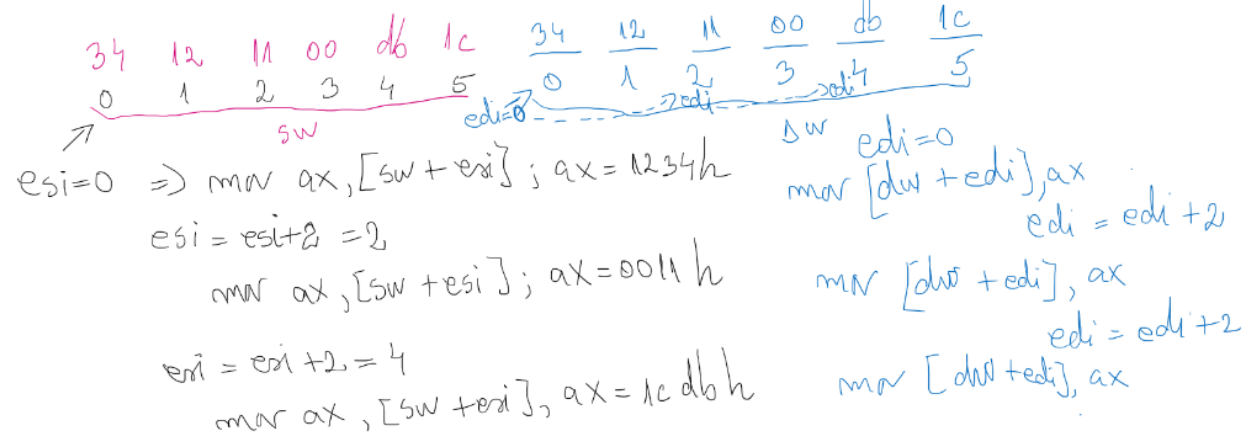 34 12 11 00 db 1c
0 1 2 3 4 5
sw
34 12 11 00 db 1c
0 1 2 3 4 5
edi=0 edi edi
dw
esi=0 => mov ax,[sw+esi]; ax=1234h
esi=esi+2=2
mov ax,[sw+esi]; ax=0011h
esi=esi+2=4
mov ax,[sw+esi], ax=1cdbh
edi=0
mov [dw+edi],ax
edi=edi+2
mov [dw+edi], ax
edi=edi+2
mov [dw+edi], ax